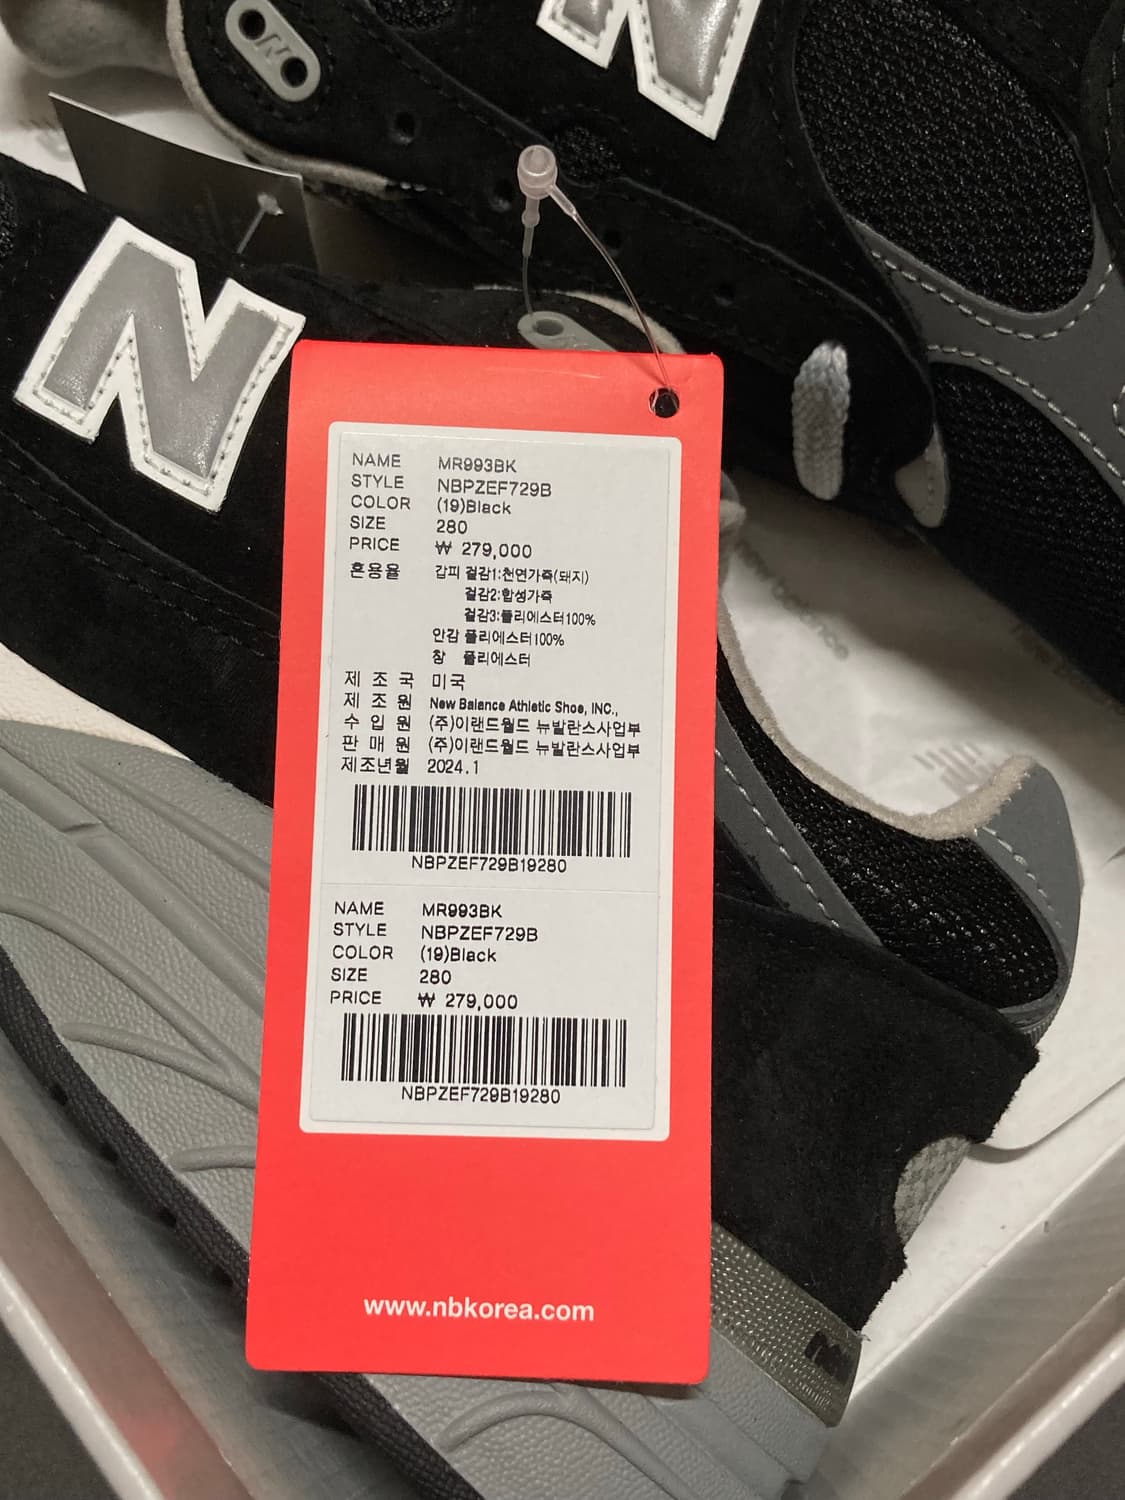 N
N
NAME MR993BK
STYLE NBPZEF729B
COLOR (19)Black
SIZE 280
PRICE ₩ 279,000
혼용율 갑피 겉감1:천연가죽(돼지)
겉감2:합성가죽
겉감3:폴리에스터100%
안감 폴리에스터100%
창 폴리에스터
제 조 국 미국
제 조 원 New Balance Athletic Shoe, INC.,
수 입 원 (주)이랜드월드 뉴발란스사업부
판 매 원 (주)이랜드월드 뉴발란스사업부
제조년월 2024.1
NBPZEF729B19280
NAME MR993BK
STYLE NBPZEF729B
COLOR (19)Black
SIZE 280
PRICE ₩ 279,000
NBPZEF729B19280
www.nbkorea.com
new balance